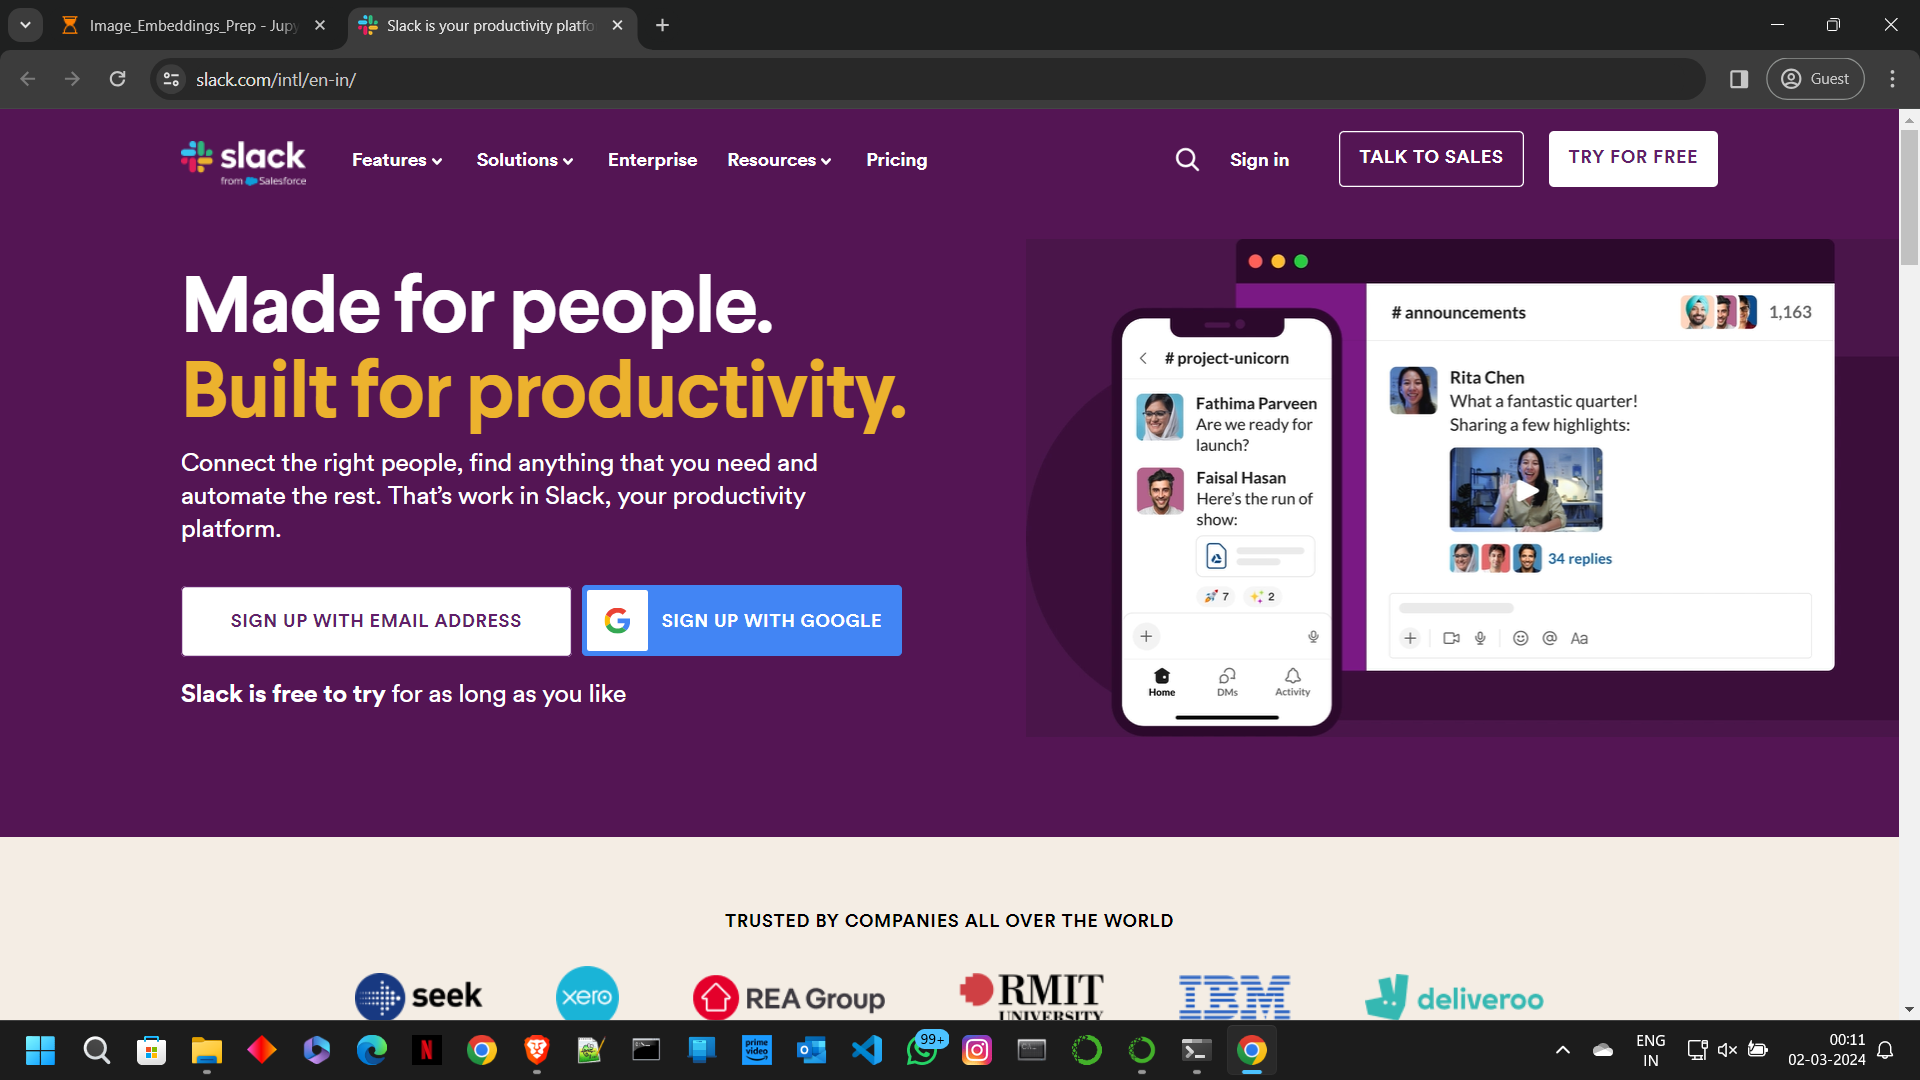 Image_Embeddings_Prep - Jupy
Slack is your productivity platfo
slack.com/intl/en-in/
Guest
slack
from Salesforce
Features
Solutions
Enterprise
Resources
Pricing
Sign in
TALK TO SALES
TRY FOR FREE
Made for people.
Built for productivity.
Connect the right people, find anything that you need and
automate the rest. That’s work in Slack, your productivity
platform.
SIGN UP WITH EMAIL ADDRESS
SIGN UP WITH GOOGLE
Slack is free to try for as long as you like
# project-unicorn
Fathima Parveen
Are we ready for
launch?
Faisal Hasan
Here’s the run of
show:
7
2
Home
DMs
Activity
# announcements
1,163
Rita Chen
What a fantastic quarter!
Sharing a few highlights:
34 replies
Aa
TRUSTED BY COMPANIES ALL OVER THE WORLD
seek
xero
REA Group
RMIT
UNIVERSITY
IBM
deliveroo
prime
video
99+
ENG
IN
00:11
02-03-2024